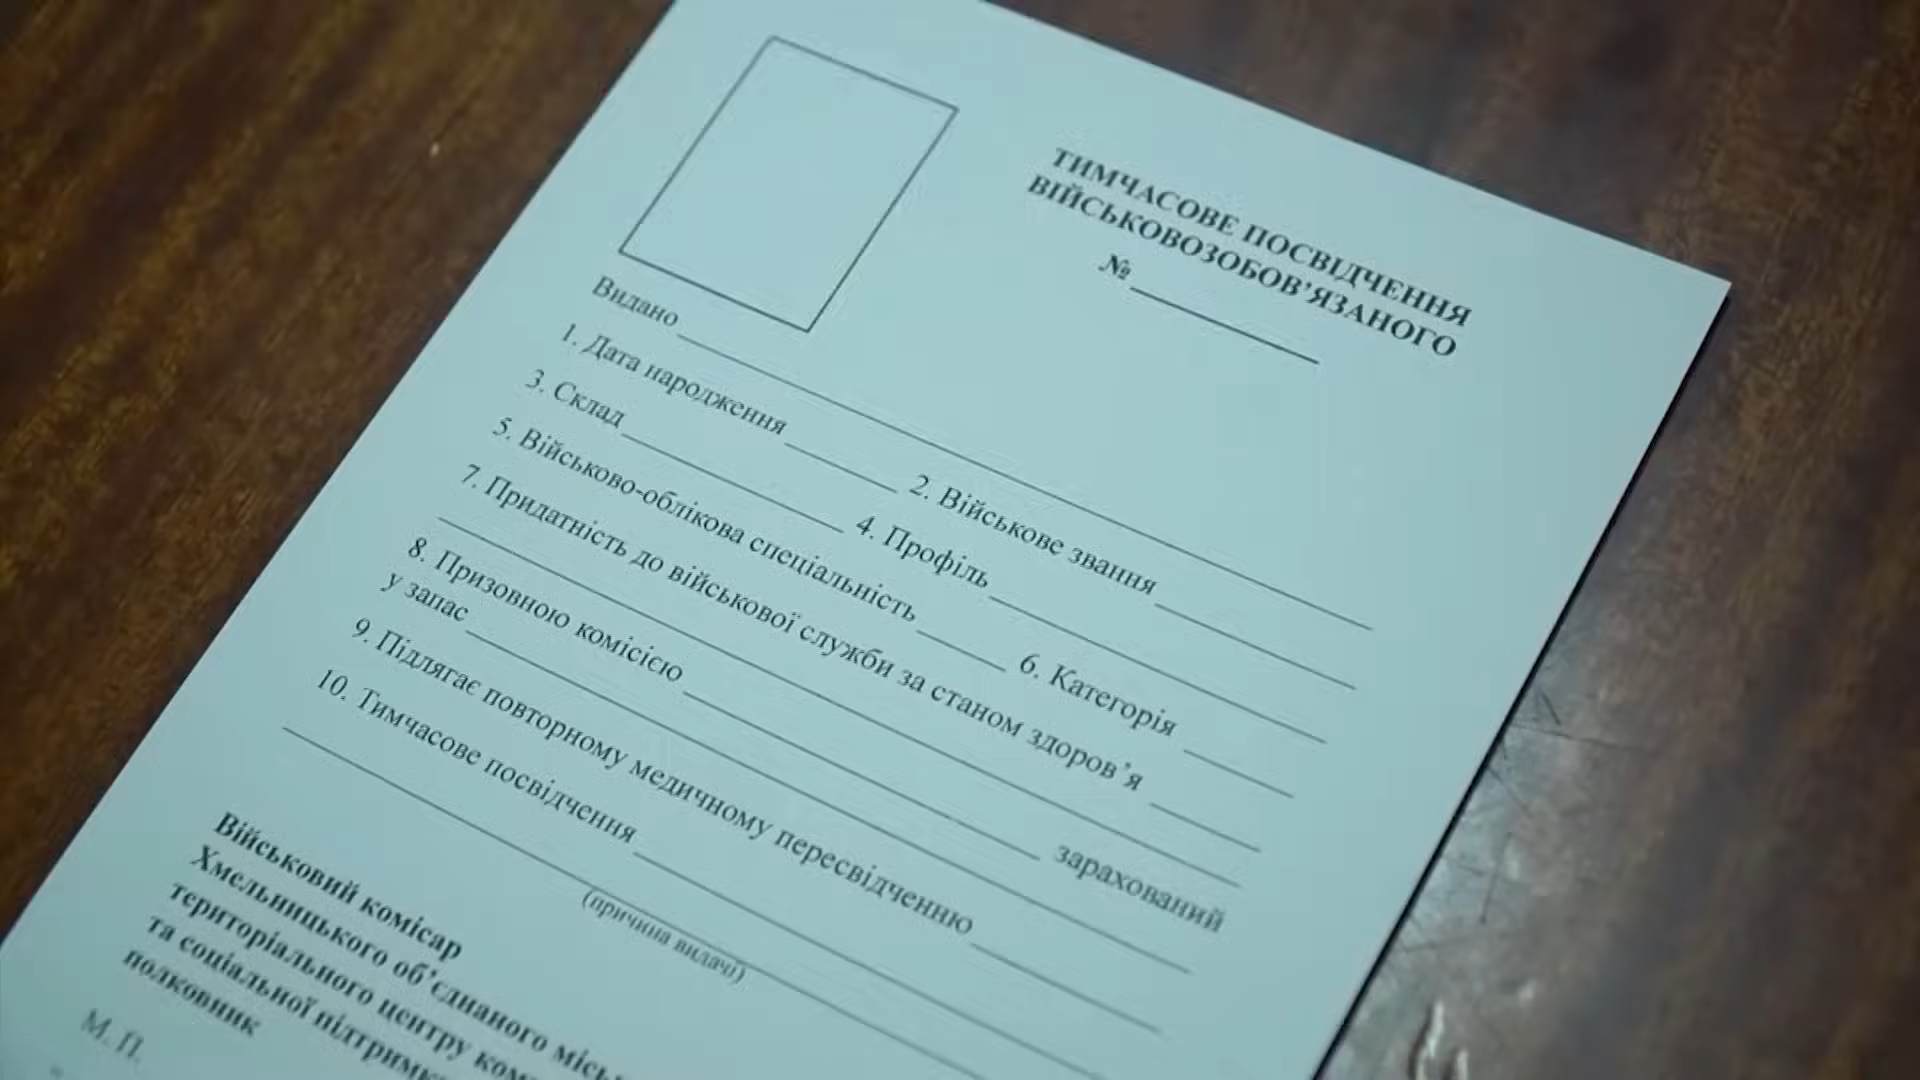 ТИМЧАСОВЕ ПОСВІДЧЕННЯ
ВІЙСЬКОВОЗОБОВ’ЯЗАНОГО
№
Видано
1. Дата народження 2. Військове звання
3. Склад 4. Профіль
5. Військово-облікова спеціальність 6. Категорія
7. Придатність до військової служби за станом здоров’я
8. Призовною комісією зарахований
у запас
9. Підлягає повторному медичному пересвідченню
10. Тимчасове посвідчення
(причина видачі)
Військовий комісар
Хмельницького об’єднаного
територіального центру
та соціальної
полковник
М. П.